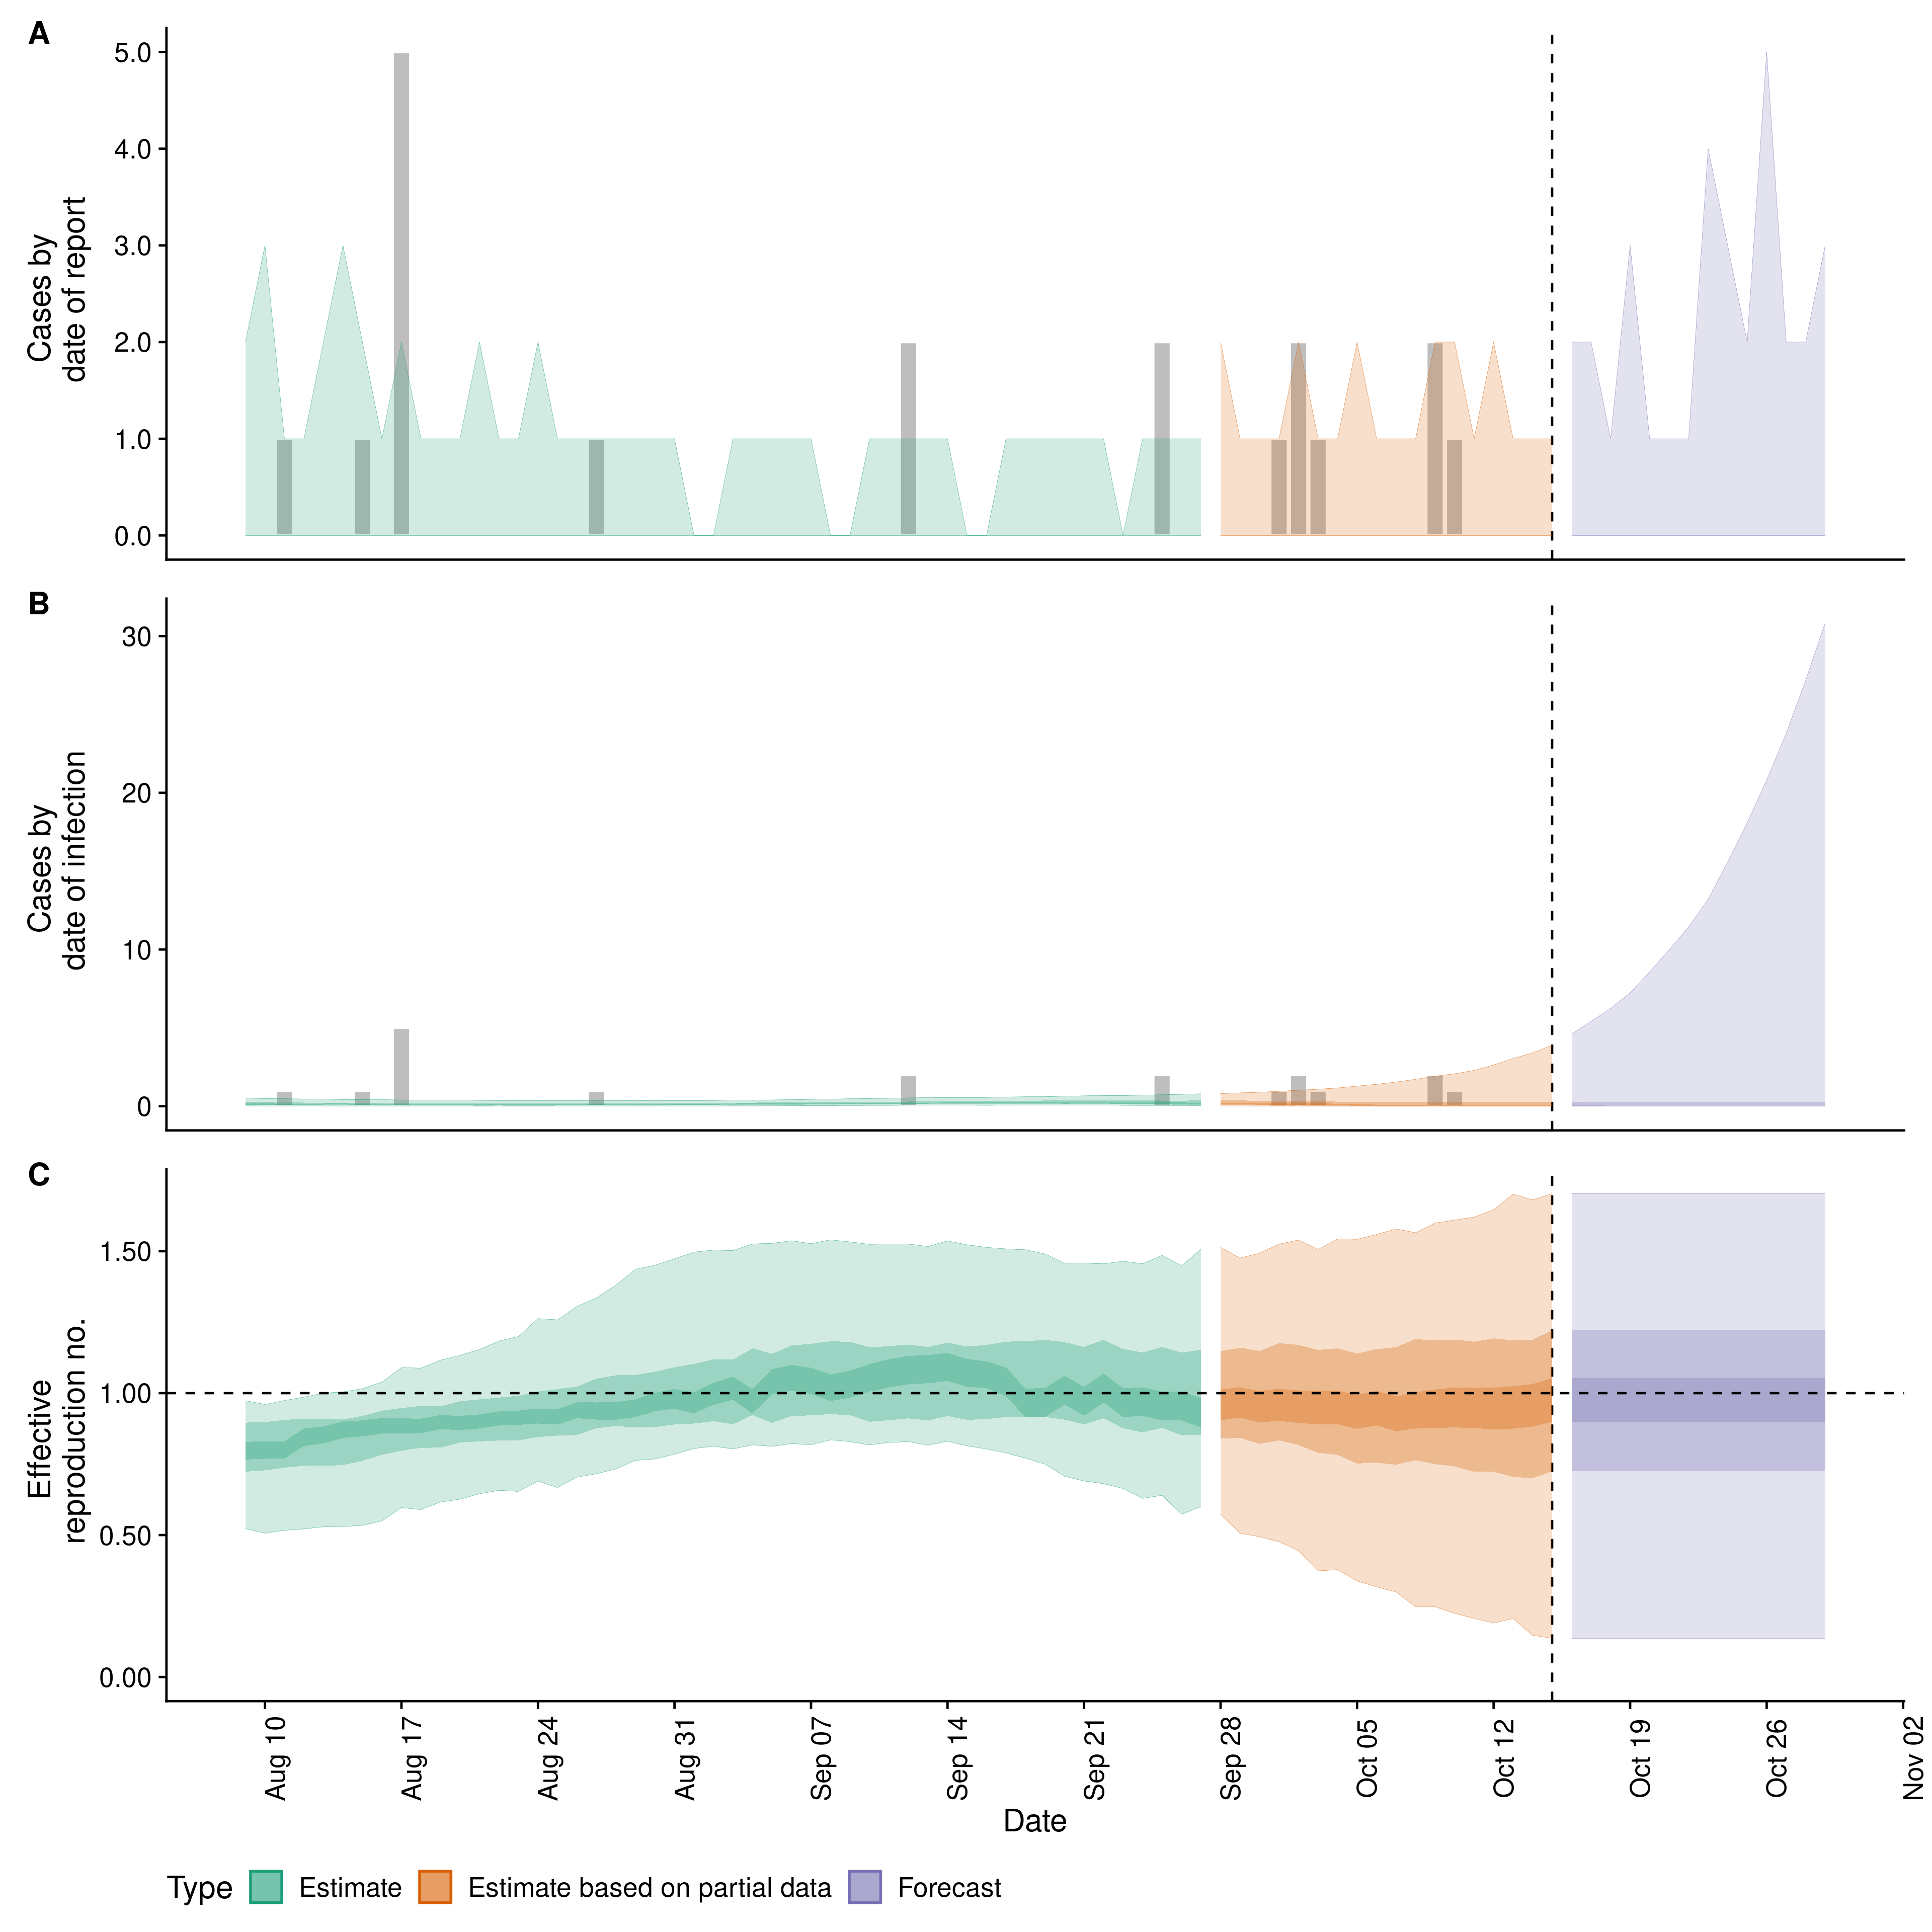 A
Cases by
date of report
5.0
4.0
3.0
2.0
1.0
0.0
B
Cases by
date of infection
30
20
10
0
C
Effective
reproduction no.
1.50
1.00
0.50
0.00
Aug 10
Aug 17
Aug 24
Aug 31
Sep 07
Sep 14
Sep 21
Sep 28
Oct 05
Oct 12
Oct 19
Oct 26
Nov 02
Date
Type Estimate Estimate based on partial data Forecast